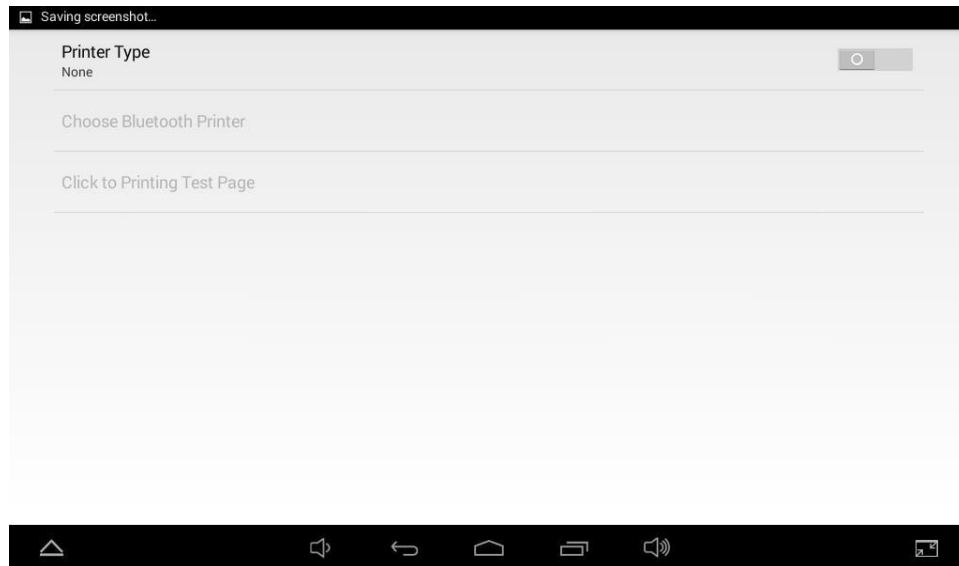 Saving screenshot...
Printer Type
None
Choose Bluetooth Printer
Click to Printing Test Page